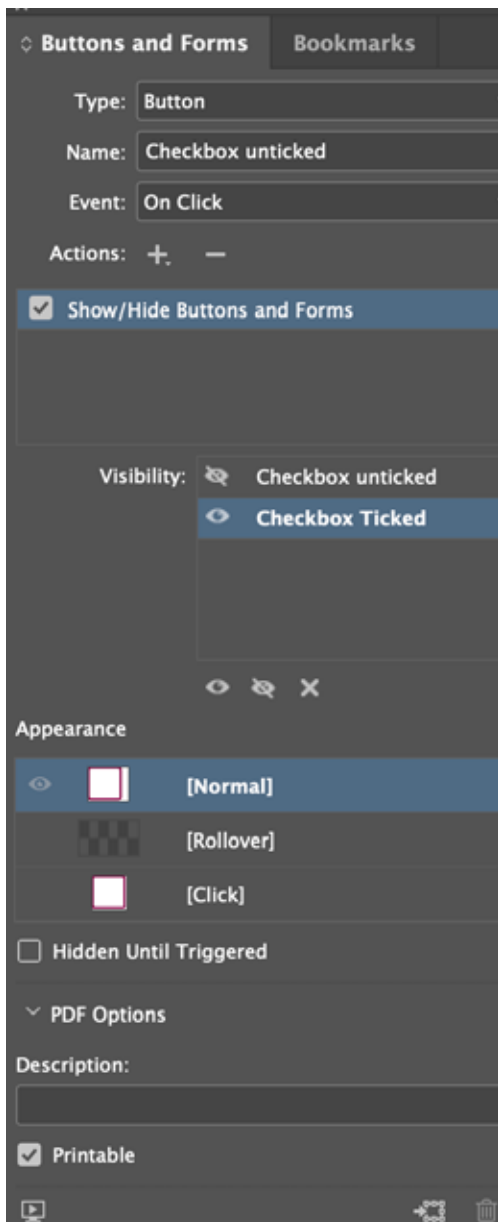 Buttons and Forms Bookmarks
Type: Button
Name: Checkbox unticked
Event: On Click
Actions:
Show/Hide Buttons and Forms
Visibility: Checkbox unticked
Checkbox Ticked
Appearance
[Normal]
[Rollover]
[Click]
Hidden Until Triggered
PDF Options
Description:
Printable